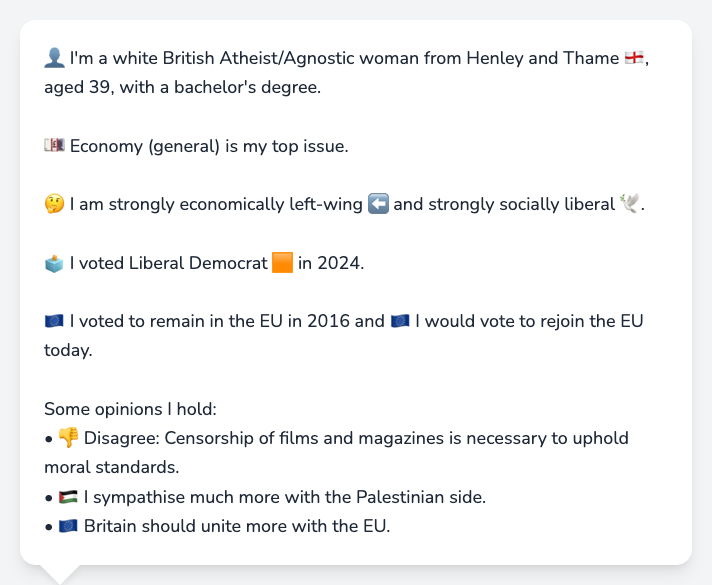 👤 I'm a white British Atheist/Agnostic woman from Henley and Thame 🏴󠁧󠁢󠁥󠁮󠁧󠁿,
aged 39, with a bachelor's degree.
💷 Economy (general) is my top issue.
🤔 I am strongly economically left-wing ⬅️ and strongly socially liberal 🕊️.
🗳️ I voted Liberal Democrat 🟧 in 2024.
🇪🇺 I voted to remain in the EU in 2016 and 🇪🇺 I would vote to rejoin the EU
today.
Some opinions I hold:
• 👎 Disagree: Censorship of films and magazines is necessary to uphold
moral standards.
• 🇵🇸 I sympathise much more with the Palestinian side.
• 🇪🇺 Britain should unite more with the EU.